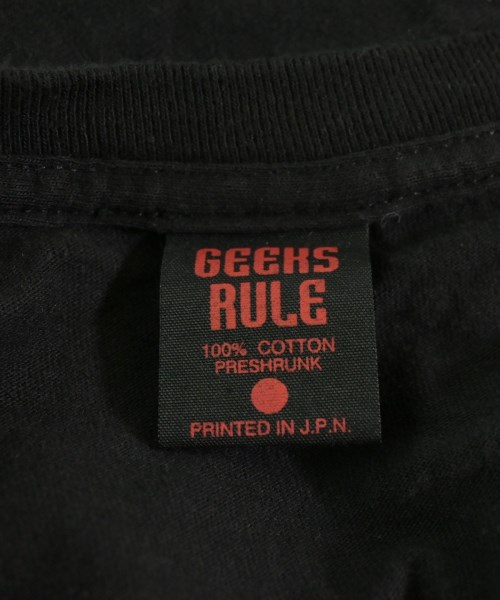 GEEKS
RULE
100% COTTON
PRESHRUNK
PRINTED IN J.P.N.